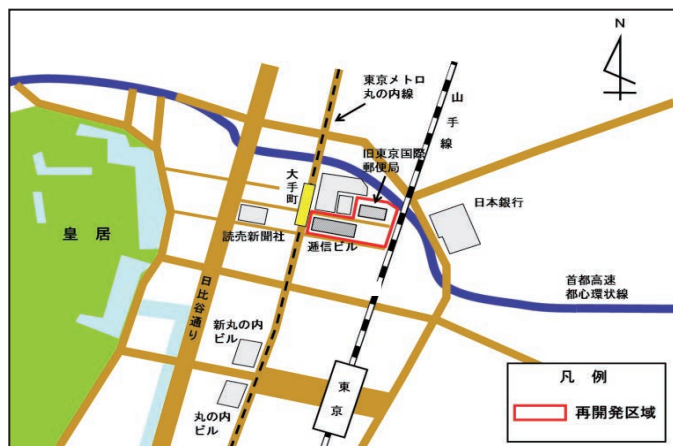 N
東京メトロ
丸の内線
山手線
旧東京国際
郵便局
大手町
日本銀行
皇居
読売新聞社
逓信ビル
首都高速
都心環状線
日比谷通り
新丸の内
ビル
丸の内
ビル
東京
凡例
再開発区域